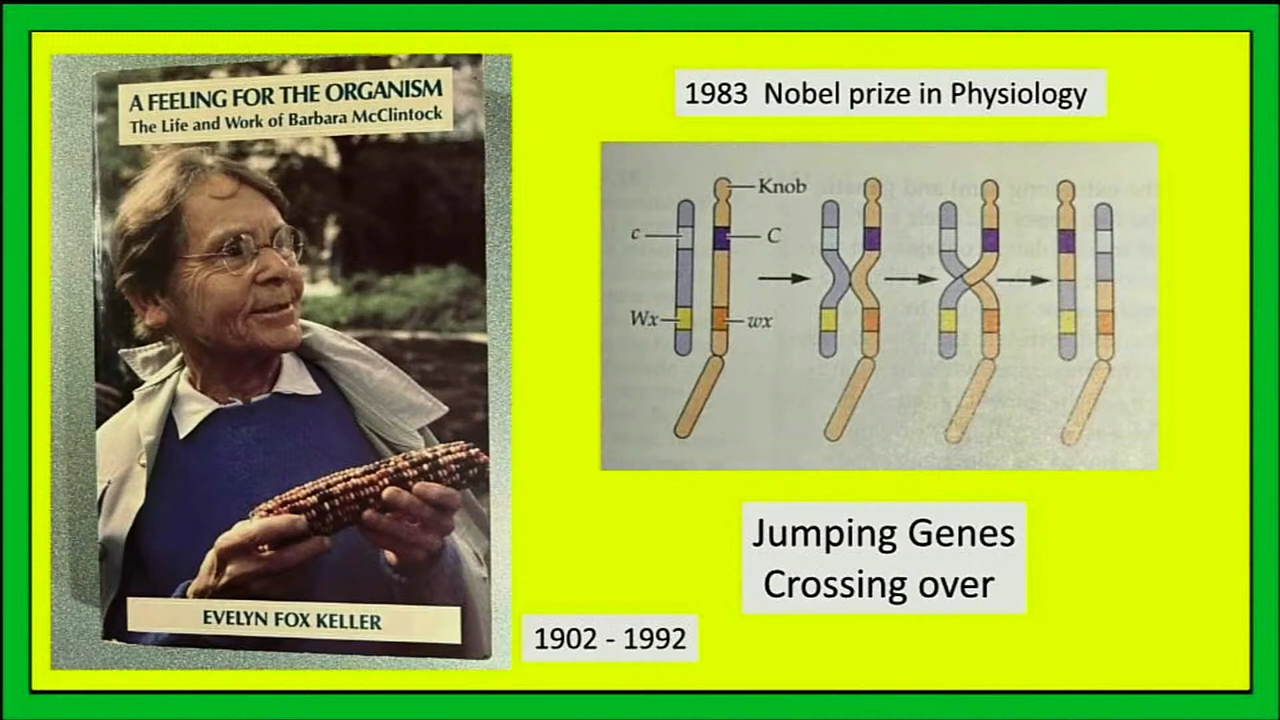 A FEELING FOR THE ORGANISM
The Life and Work of Barbara McClintock
EVELYN FOX KELLER
1902 - 1992
1983 Nobel prize in Physiology
Knob
c
C
Wx
wx
Jumping Genes
Crossing over